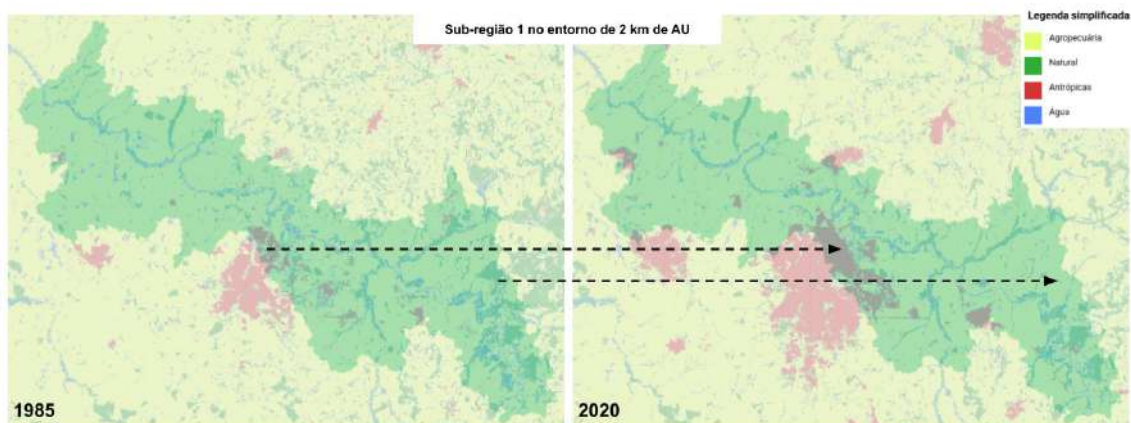 Sub-região 1 no entorno de 2 km de AU
Legenda simplificada
Agropecuária
Natural
Antrópicas
Água
1985
2020